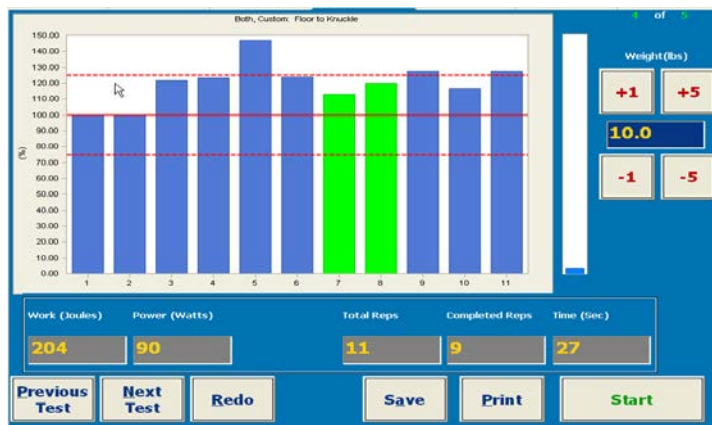 Both, Custom: Floor to Knuckle
4 of 5
150.00
140.00
130.00
120.00
110.00
100.00
90.00
80.00
70.00
60.00
50.00
40.00
30.00
20.00
10.00
0.00
(%)
1 2 3 4 5 6 7 8 9 10 11
Weight(lbs)
+1 +5
10.0
-1 -5
Work (Joules) Power (Watts) Total Reps Completed Reps Time (Sec)
204 90 11 9 27
Previous Test
Next Test
Redo
Save
Print
Start